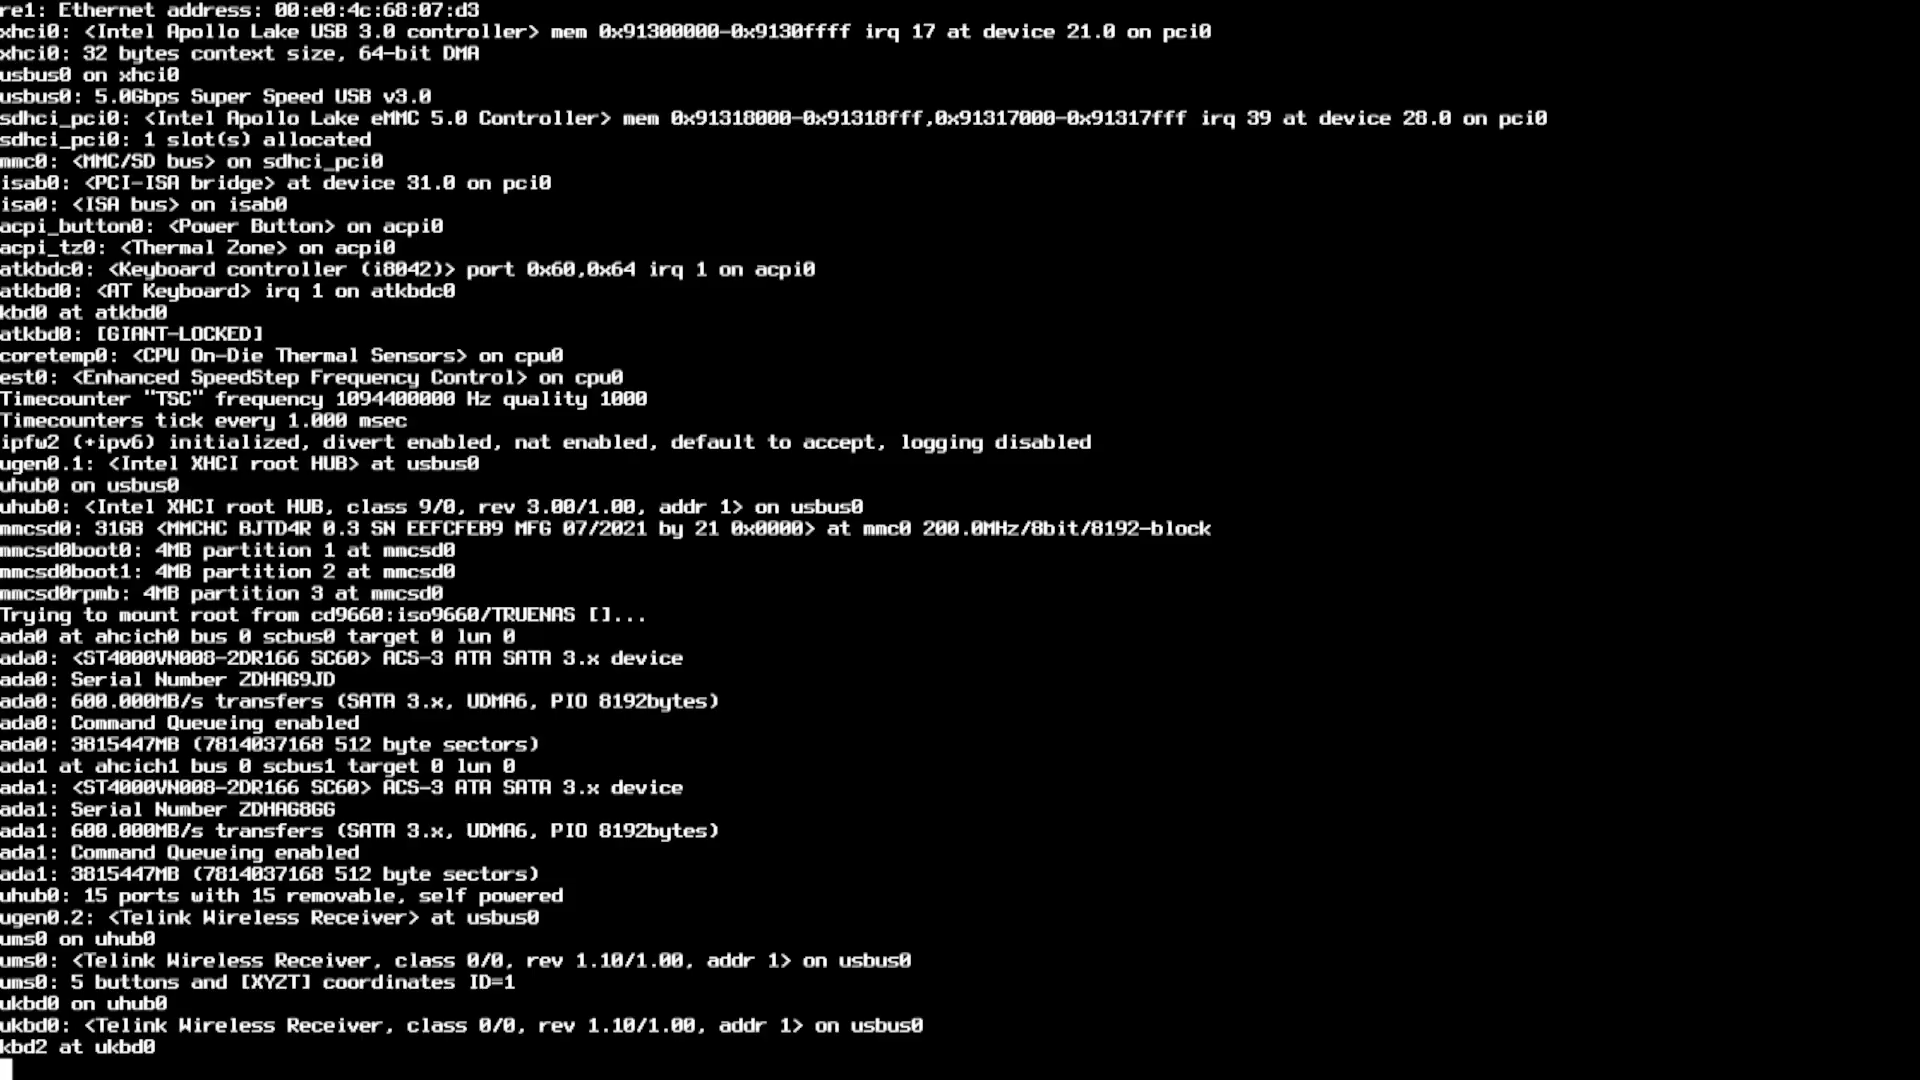 re1: Ethernet address: 00:e0:4c:68:07:d3
xhci0: <Intel Apollo Lake USB 3.0 controller> mem 0x91300000-0x9130ffff irq 17 at device 21.0 on pci0
xhci0: 32 bytes context size, 64-bit DMA
usbus0 on xhci0
usbus0: 5.0Gbps Super Speed USB v3.0
sdhci_pci0: <Intel Apollo Lake eMMC 5.0 Controller> mem 0x91318000-0x91318fff,0x91317000-0x91317fff irq 39 at device 28.0 on pci0
sdhci_pci0: 1 slot(s) allocated
mmc0: <MMC/SD bus> on sdhci_pci0
isab0: <PCI-ISA bridge> at device 31.0 on pci0
isa0: <ISA bus> on isab0
acpi_button0: <Power Button> on acpi0
acpi_tz0: <Thermal Zone> on acpi0
atkbdc0: <Keyboard controller (i8042)> port 0x60,0x64 irq 1 on acpi0
atkbd0: <AT Keyboard> irq 1 on atkbdc0
kbd0 at atkbd0
atkbd0: [GIANT-LOCKED]
coretemp0: <CPU On-Die Thermal Sensors> on cpu0
est0: <Enhanced SpeedStep Frequency Control> on cpu0
Timecounter "TSC" frequency 1094400000 Hz quality 1000
Timecounters tick every 1.000 msec
ipfw2 (+ipv6) initialized, divert enabled, nat enabled, default to accept, logging disabled
ugen0.1: <Intel XHCI root HUB> at usbus0
uhub0 on usbus0
uhub0: <Intel XHCI root HUB, class 9/0, rev 3.00/1.00, addr 1> on usbus0
mmcsd0: 31GB <MMCHC BJTD4R 0.3 SN EEFCFEB9 MFG 07/2021 by 21 0x0000> at mmc0 200.0MHz/8bit/8192-block
mmcsd0boot0: 4MB partition 1 at mmcsd0
mmcsd0boot1: 4MB partition 2 at mmcsd0
mmcsd0rpmb: 4MB partition 3 at mmcsd0
Trying to mount root from cd9660:iso9660/TRUENAS []...
ada0 at ahcich0 bus 0 scbus0 target 0 lun 0
ada0: <ST4000VN008-2DR166 SC60> ACS-3 ATA SATA 3.x device
ada0: Serial Number ZDHAG9JD
ada0: 600.000MB/s transfers (SATA 3.x, UDMA6, PIO 8192bytes)
ada0: Command Queueing enabled
ada0: 3815447MB (7814037168 512 byte sectors)
ada1 at ahcich1 bus 0 scbus1 target 0 lun 0
ada1: <ST4000VN008-2DR166 SC60> ACS-3 ATA SATA 3.x device
ada1: Serial Number ZDHAG8GG
ada1: 600.000MB/s transfers (SATA 3.x, UDMA6, PIO 8192bytes)
ada1: Command Queueing enabled
ada1: 3815447MB (7814037168 512 byte sectors)
uhub0: 15 ports with 15 removable, self powered
ugen0.2: <Telink Wireless Receiver> at usbus0
ums0 on uhub0
ums0: <Telink Wireless Receiver, class 0/0, rev 1.10/1.00, addr 1> on usbus0
ums0: 5 buttons and [XYZT] coordinates ID=1
ukbd0 on uhub0
ukbd0: <Telink Wireless Receiver, class 0/0, rev 1.10/1.00, addr 1> on usbus0
kbd2 at ukbd0